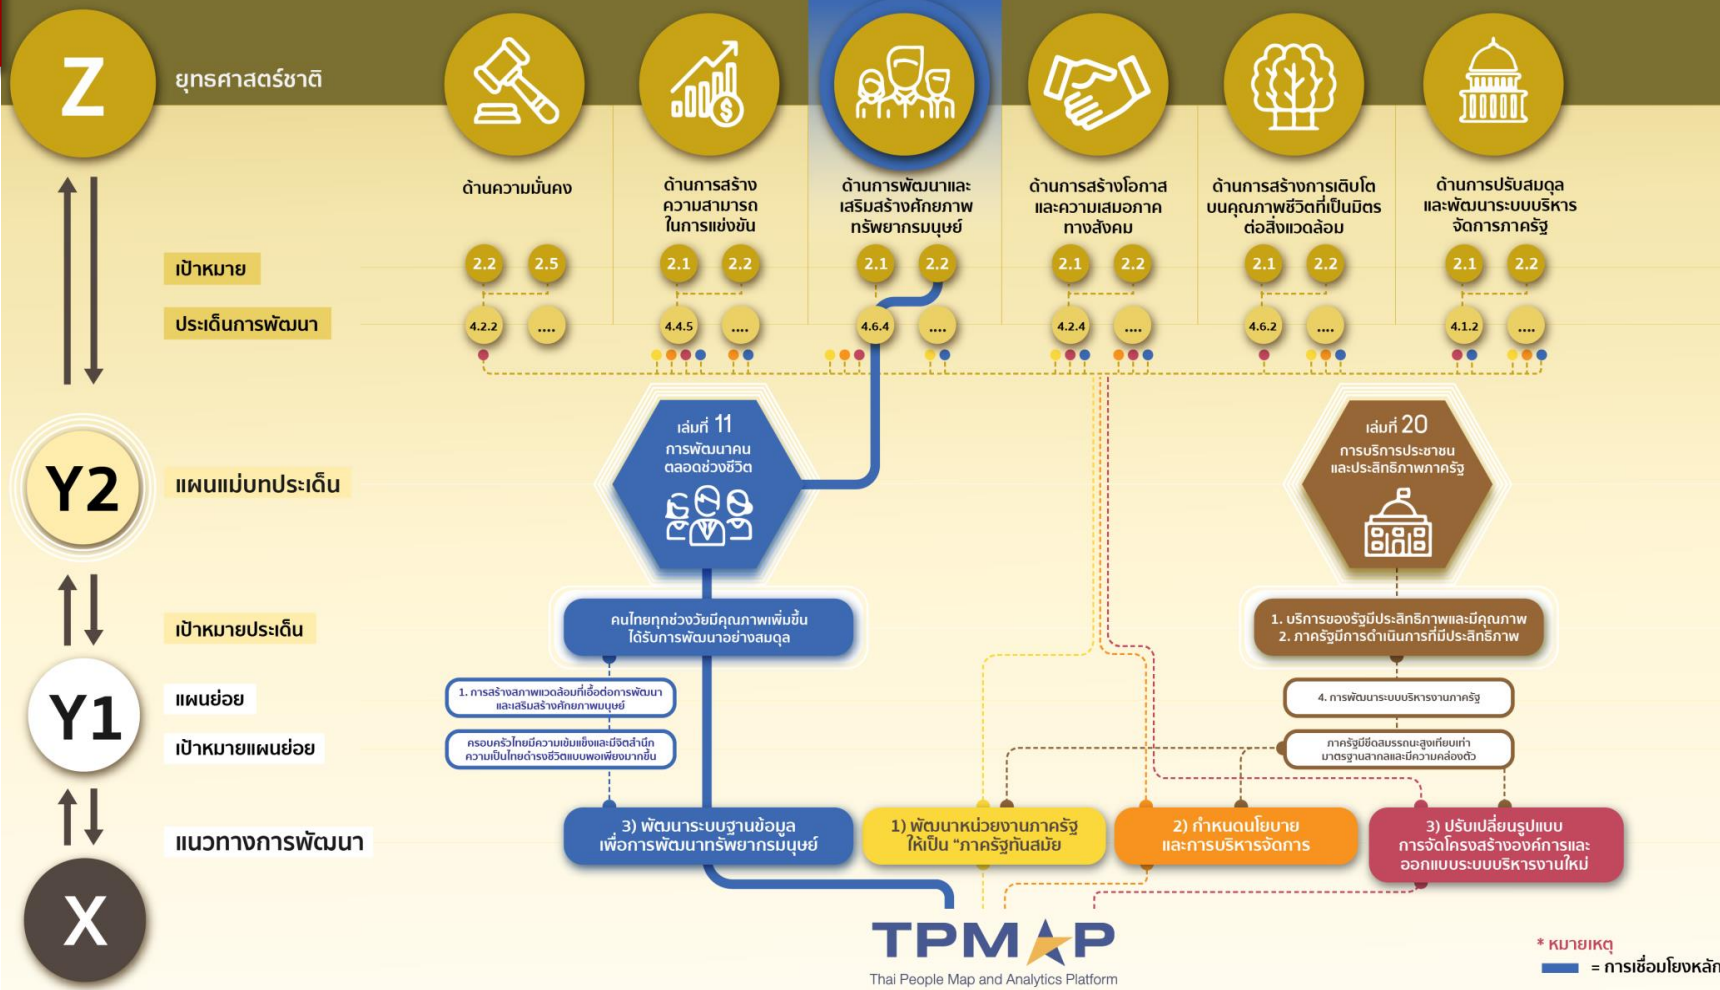 Z
ยุทธศาสตร์ชาติ
ด้านความมั่นคง
ด้านการสร้าง
ความสามารถ
ในการแข่งขัน
ด้านการพัฒนาและ
เสริมสร้างศักยภาพ
ทรัพยากรมนุษย์
ด้านการสร้างโอกาส
และความเสมอภาค
ทางสังคม
ด้านการสร้างการเติบโต
บนคุณภาพชีวิตที่เป็นมิตร
ต่อสิ่งแวดล้อม
ด้านการปรับสมดุล
และพัฒนาระบบบริหาร
จัดการภาครัฐ
เป้าหมาย
2.2 2.5 2.1 2.2 2.1 2.2 2.1 2.2 2.1 2.2 2.1 2.2
ประเด็นการพัฒนา
4.2.2 .... 4.4.5 .... 4.6.4 .... 4.2.4 .... 4.6.2 .... 4.1.2 ....
Y2
แผนแม่บทประเด็น
เล่มที่ 11
การพัฒนาคน
ตลอดช่วงชีวิต
เล่มที่ 20
การบริการประชาชน
และประสิทธิภาพภาครัฐ
เป้าหมายประเด็น
คนไทยทุกช่วงวัยมีคุณภาพเพิ่มขึ้น
ได้รับการพัฒนาอย่างสมดุล
1. บริการของรัฐมีประสิทธิภาพและมีคุณภาพ
2. ภาครัฐมีการดำเนินการที่มีประสิทธิภาพ
Y1
แผนย่อย
1. การสร้างสภาพแวดล้อมที่เอื้อต่อการพัฒนา
และเสริมสร้างศักยภาพมนุษย์
4. การพัฒนาระบบบริหารงานภาครัฐ
เป้าหมายแผนย่อย
ครอบครัวไทยมีความเข้มแข็งและมีจิตสำนึก
ความเป็นไทยดำรงชีวิตแบบพอเพียงมากขึ้น
ภาครัฐมีขีดสมรรถนะสูงเทียบเท่า
มาตรฐานสากลและมีความคล่องตัว
แนวทางการพัฒนา
3) พัฒนาระบบฐานข้อมูล
เพื่อการพัฒนาทรัพยากรมนุษย์
1) พัฒนาหน่วยงานภาครัฐ
ให้เป็น “ภาครัฐทันสมัย
2) กำหนดนโยบาย
และการบริหารจัดการ
3) ปรับเปลี่ยนรูปแบบ
การจัดโครงสร้างองค์การและ
ออกแบบระบบบริหารงานใหม่
X
TPMAP
Thai People Map and Analytics Platform
* หมายเหตุ
= การเชื่อมโยงหลัก